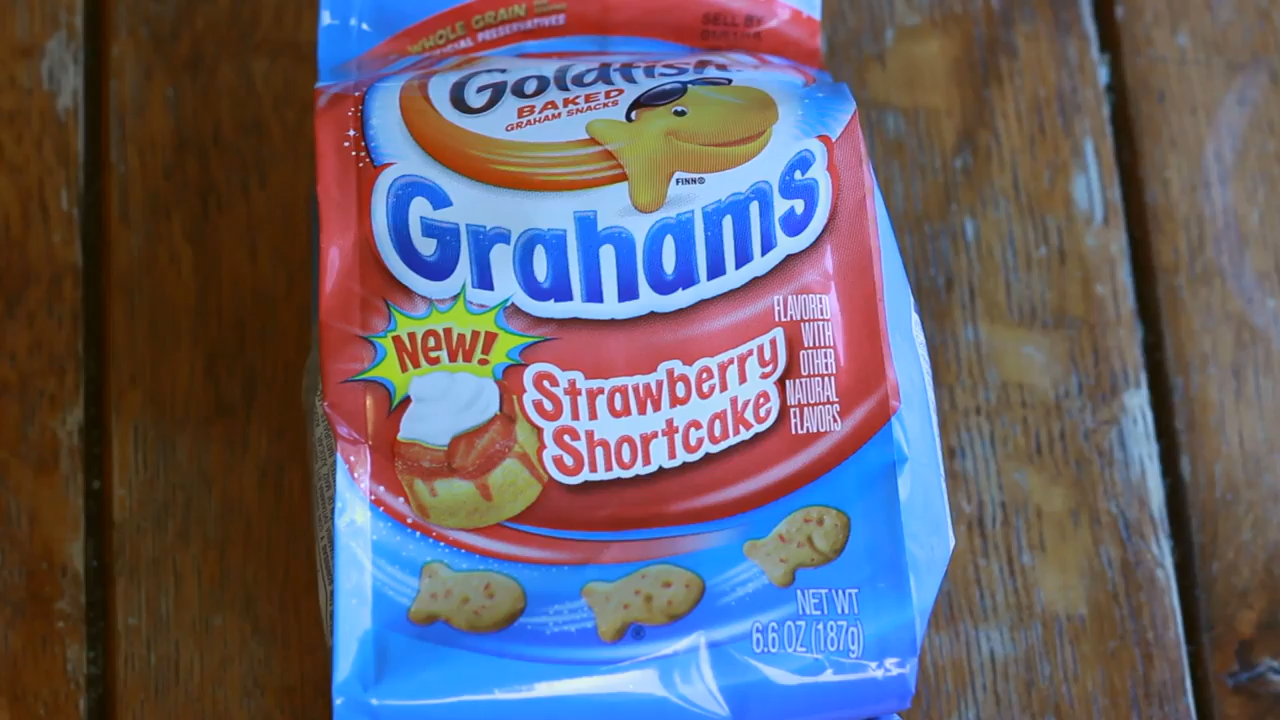 WHOLE GRAIN
SELL BY
PRESERVATIVES
Goldfish
BAKED
GRAHAM SNACKS
FINN®
Grahams
NEW!
Strawberry
Shortcake
FLAVORED
WITH
OTHER
NATURAL
FLAVORS
NET WT
6.6 OZ (187g)
®